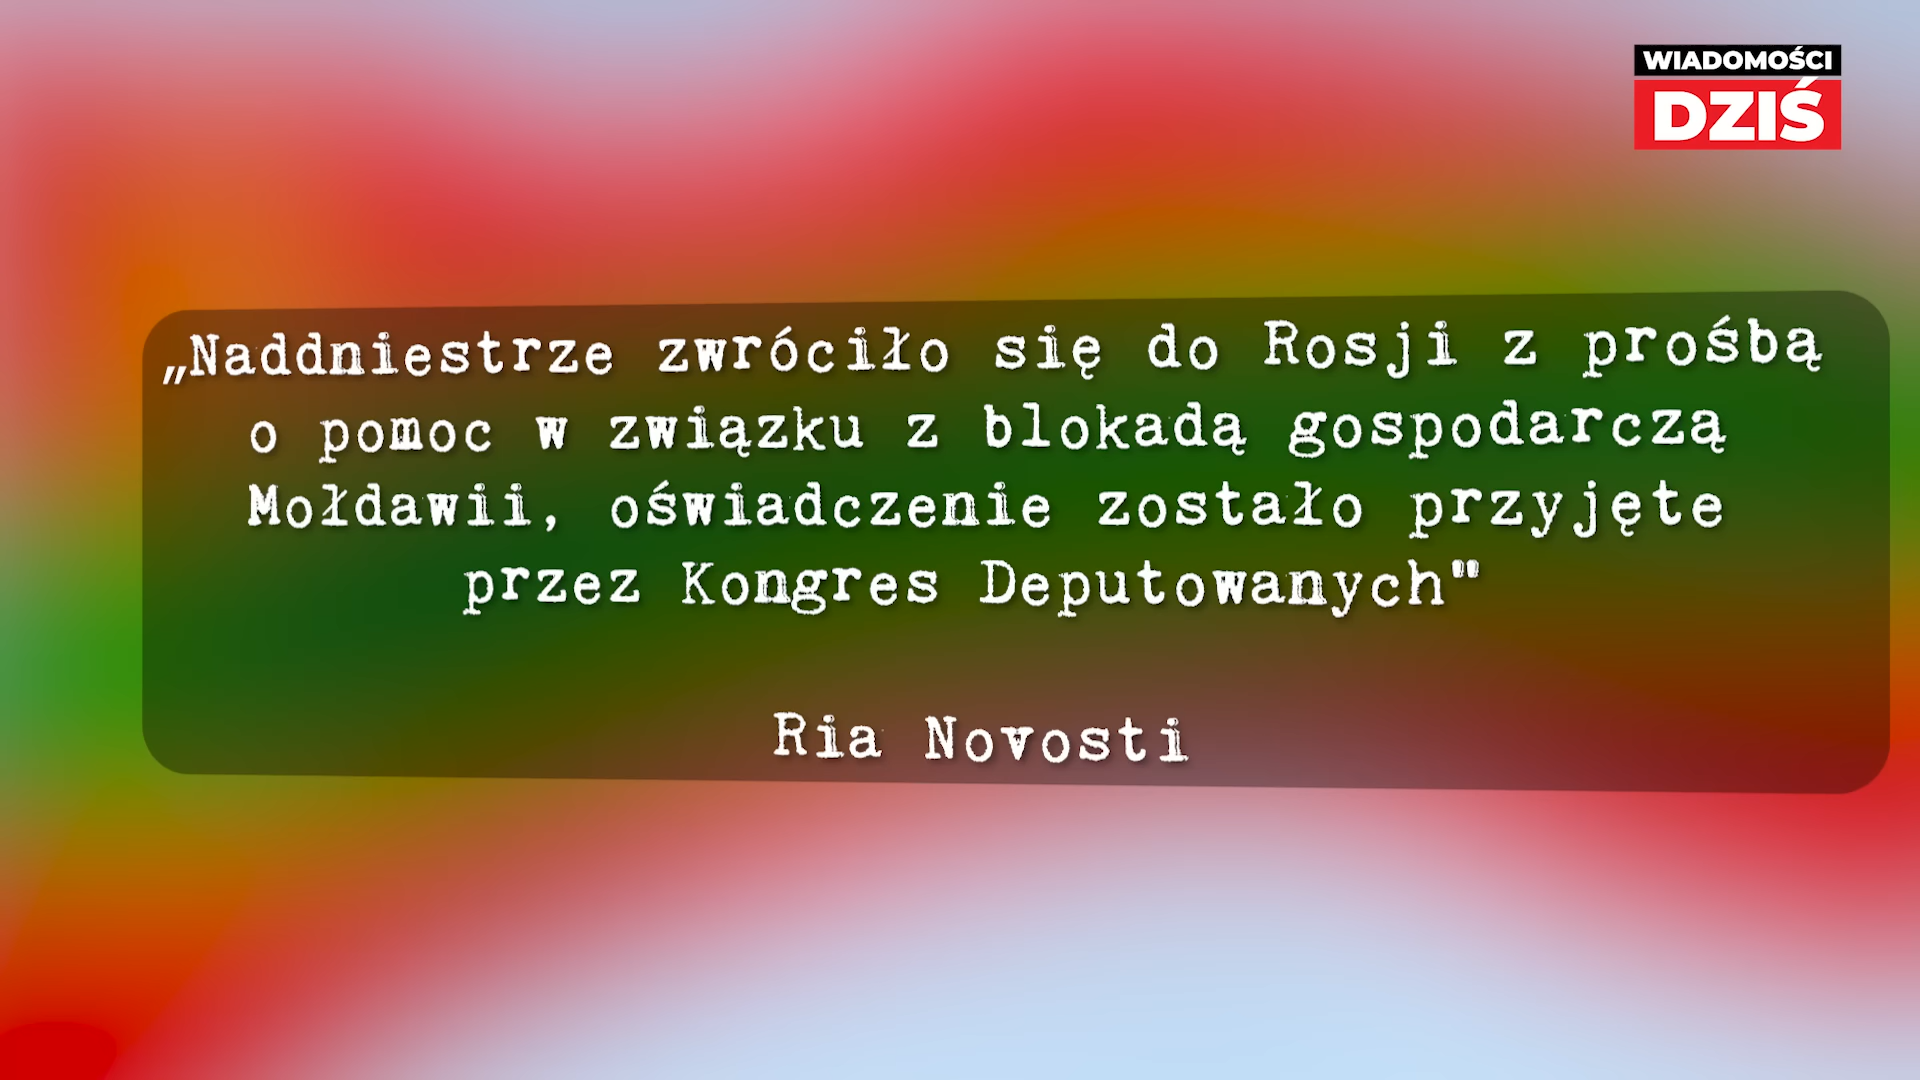 WIADOMOŚCI
DZIŚ
„Naddniestrze zwróciło się do Rosji z prośbą
o pomoc w związku z blokadą gospodarczą
Mołdawii, oświadczenie zostało przyjęte
przez Kongres Deputowanych"
Ria Novosti